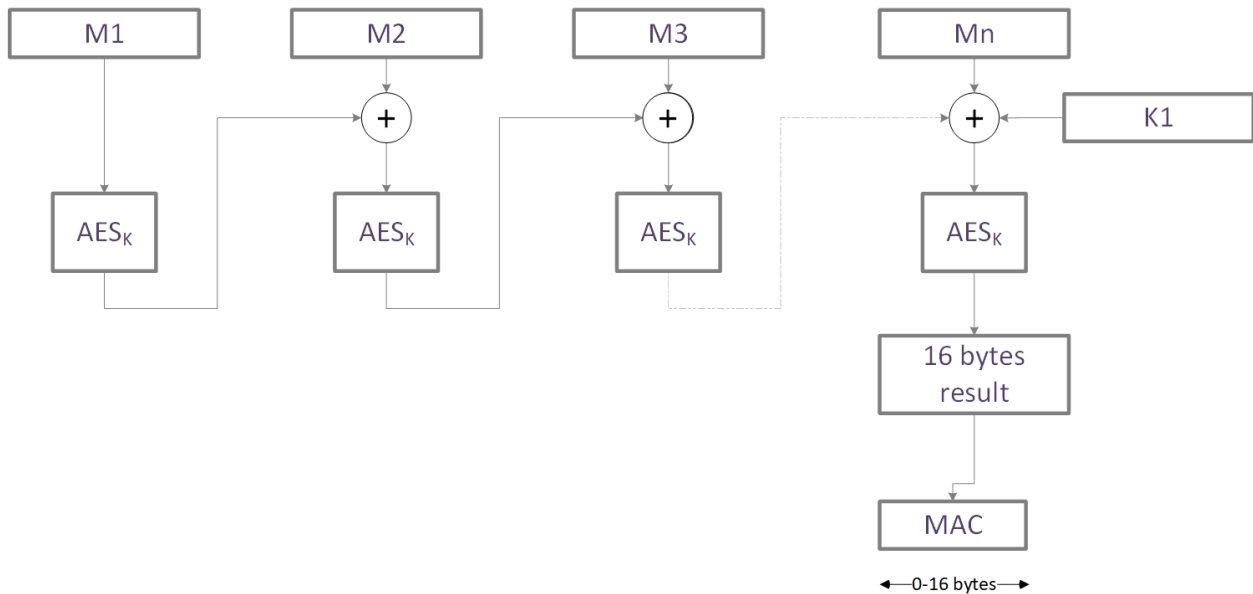 M1
M2
M3
Mn
+
+
+
K1
AESK
AESK
AESK
AESK
16 bytes
result
MAC
0-16 bytes